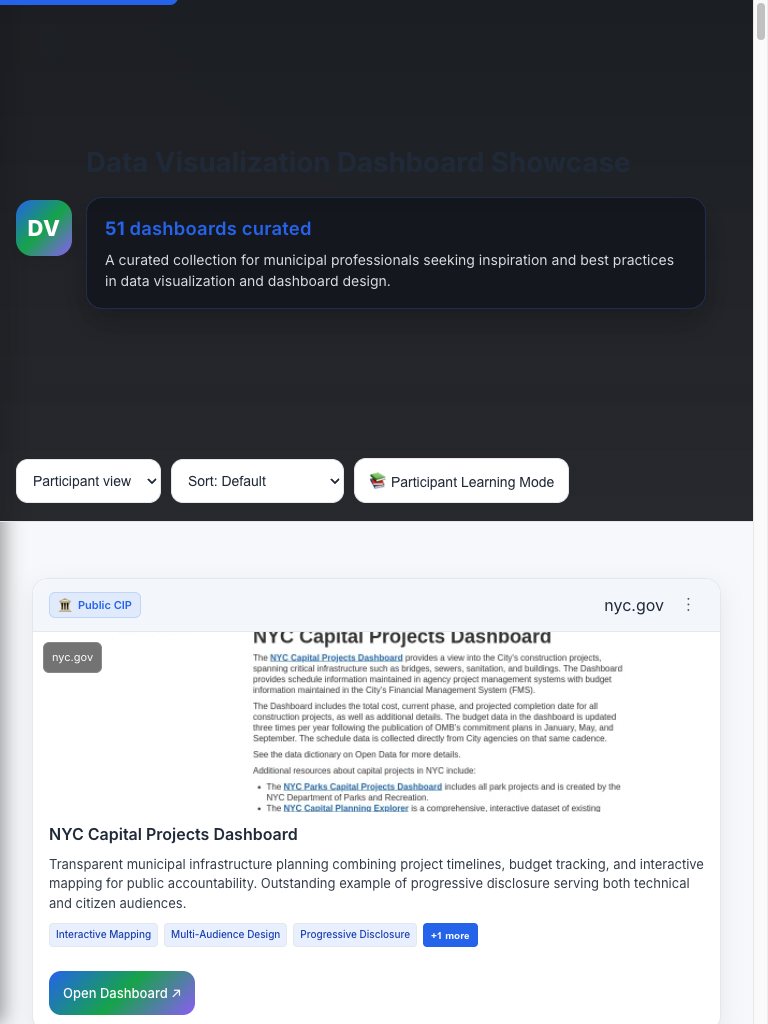 Data Visualization Dashboard Showcase
DV
51 dashboards curated
A curated collection for municipal professionals seeking inspiration and best practices
in data visualization and dashboard design.
Participant view
Sort: Default
📚 Participant Learning Mode
🏛️ Public CIP
nyc.gov
⋮
nyc.gov
NYC Capital Projects Dashboard
The NYC Capital Projects Dashboard provides a view into the City's construction projects,
spanning critical infrastructure such as bridges, sewers, sanitation, and buildings. The Dashboard
provides schedule information maintained in agency project management systems with budget
information maintained in the City's Financial Management System (FMS).
The Dashboard includes the total cost, current phase, and projected completion date for all
construction projects, as well as additional details. The budget data in the dashboard is updated
three times per year following the publication of OMB's commitment plans in January, May, and
September. The schedule data is collected directly from City agencies on that same cadence.
See the data dictionary on Open Data for more details.
Additional resources about capital projects in NYC include:
• The NYC Parks Capital Projects Dashboard includes all park projects and is created by the
NYC Department of Parks and Recreation.
• The NYC Capital Planning Explorer is a comprehensive, interactive dataset of existing
NYC Capital Projects Dashboard
Transparent municipal infrastructure planning combining project timelines, budget tracking, and interactive
mapping for public accountability. Outstanding example of progressive disclosure serving both technical
and citizen audiences.
Interactive Mapping
Multi-Audience Design
Progressive Disclosure
+1 more
Open Dashboard ↗